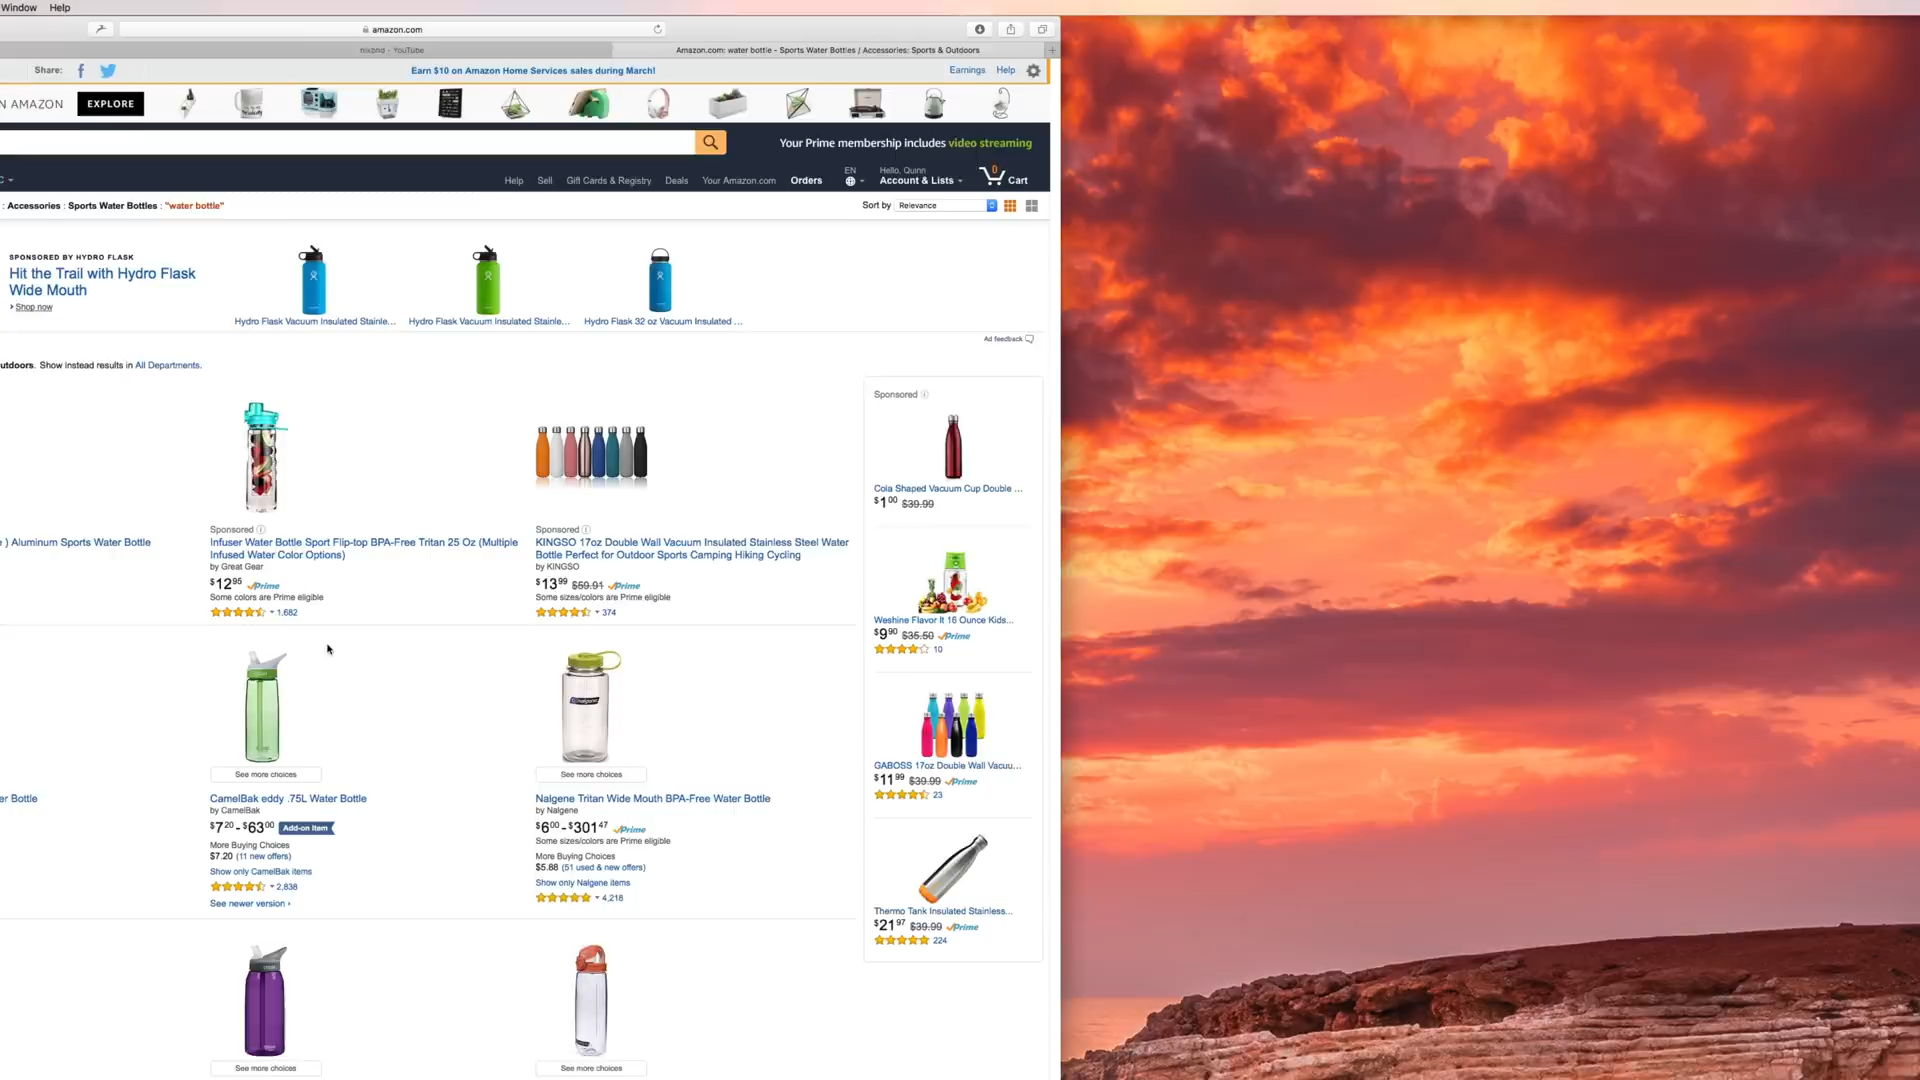 Window Help
amazon.com
nikbnd - YouTube
Amazon.com: water bottle - Sports Water Bottles / Accessories: Sports & Outdoors
Share:
Earn $10 on Amazon Home Services sales during March!
Earnings Help
N AMAZON EXPLORE
Your Prime membership includes video streaming
Help Sell Gift Cards & Registry Deals Your Amazon.com Orders
EN
Hello, Quinn
Account & Lists
0
Cart
: Accessories : Sports Water Bottles : "water bottle"
Sort by Relevance
SPONSORED BY HYDRO FLASK
Hit the Trail with Hydro Flask
Wide Mouth
Shop now
Hydro Flask Vacuum Insulated Stainle...
Hydro Flask Vacuum Insulated Stainle...
Hydro Flask 32 oz Vacuum Insulated ...
Ad feedback
utdoors. Show instead results in All Departments.
) Aluminum Sports Water Bottle
Sponsored
Infuser Water Bottle Sport Flip-top BPA-Free Tritan 25 Oz (Multiple
Infused Water Color Options)
by Great Gear
$12.95 Prime
Some colors are Prime eligible
1,682
Sponsored
KINGSO 17oz Double Wall Vacuum Insulated Stainless Steel Water
Bottle Perfect for Outdoor Sports Camping Hiking Cycling
by KINGSO
$13.99 $59.91 Prime
Some sizes/colors are Prime eligible
374
Sponsored
Cola Shaped Vacuum Cup Double ...
$1.00 $39.99
Weshine Flavor It 16 Ounce Kids...
$9.90 $35.50 Prime
10
GABOSS 17oz Double Wall Vacuu...
$11.99 $39.99 Prime
23
Thermo Tank Insulated Stainless...
$21.97 $39.99 Prime
224
er Bottle
See more choices
CamelBak eddy .75L Water Bottle
by CamelBak
$7.20 - $63.00 Add-on Item
More Buying Choices
$7.20 (11 new offers)
Show only CamelBak items
2,838
See newer version
nalgene
See more choices
Nalgene Tritan Wide Mouth BPA-Free Water Bottle
by Nalgene
$6.00 - $301.47 Prime
Some sizes/colors are Prime eligible
More Buying Choices
$5.88 (51 used & new offers)
Show only Nalgene items
4,218
See more choices
See more choices